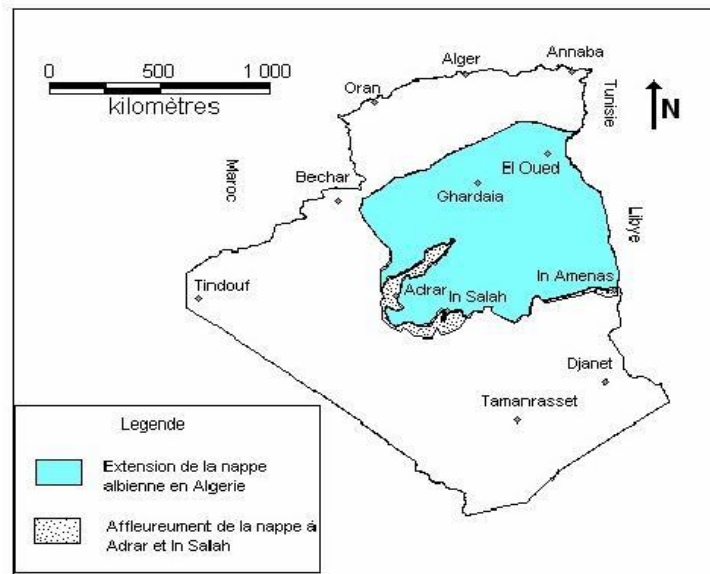 0 500 1 000
kilomètres
Alger
Annaba
Oran
Tunisie
N
Maroc
Bechar
El Oued
Ghardaia
Libye
Tindouf
Adrar
In Salah
In Amenas
Djanet
Tamanrasset
Legende
Extension de la nappe
albienne en Algerie
Affleureument de la nappe á
Adrar et In Salah